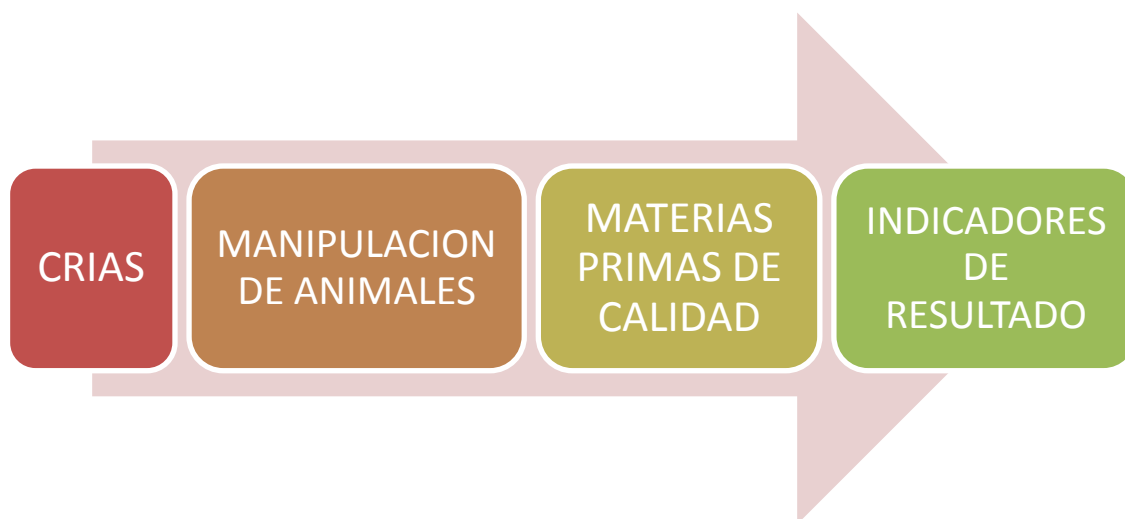 CRIAS
MANIPULACION
DE ANIMALES
MATERIAS
PRIMAS DE
CALIDAD
INDICADORES
DE
RESULTADO